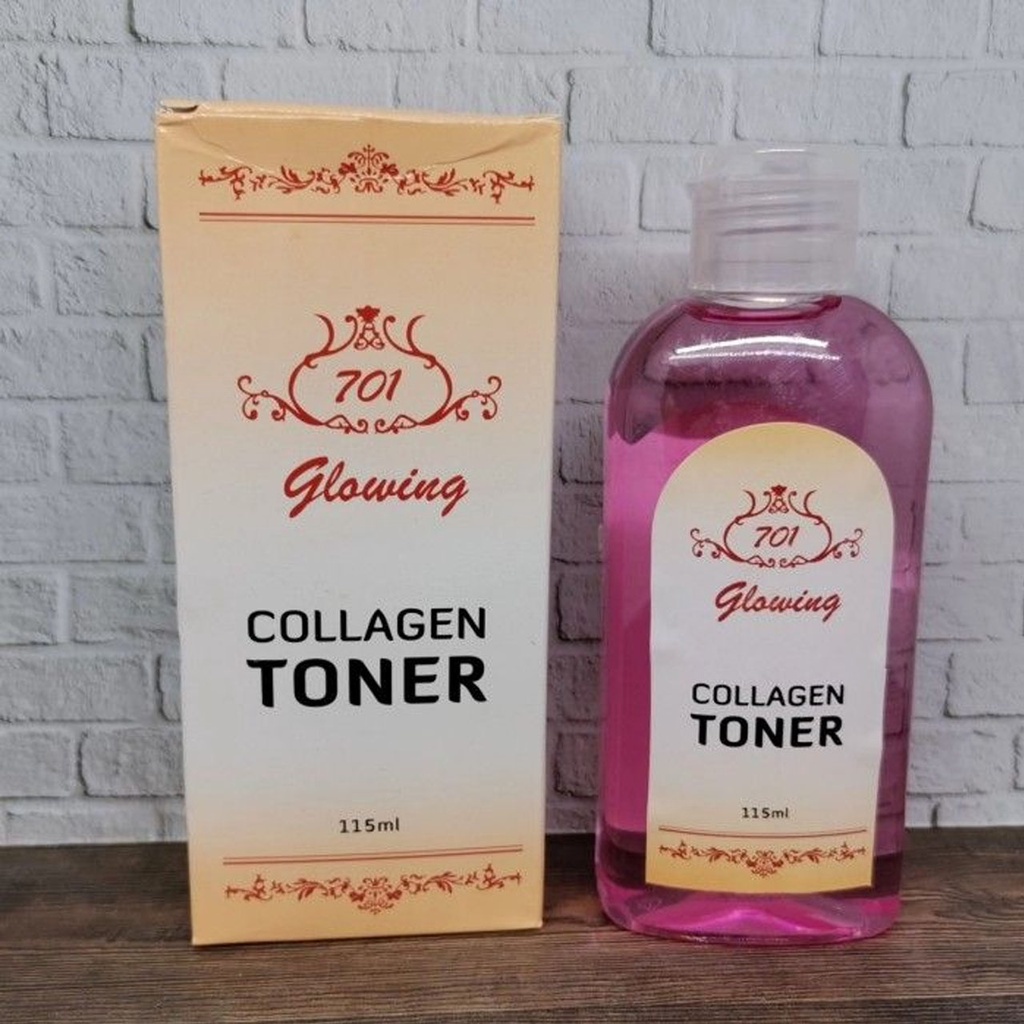 701
Glowing
COLLAGEN
TONER
115ml
701
Glowing
COLLAGEN
TONER
115ml